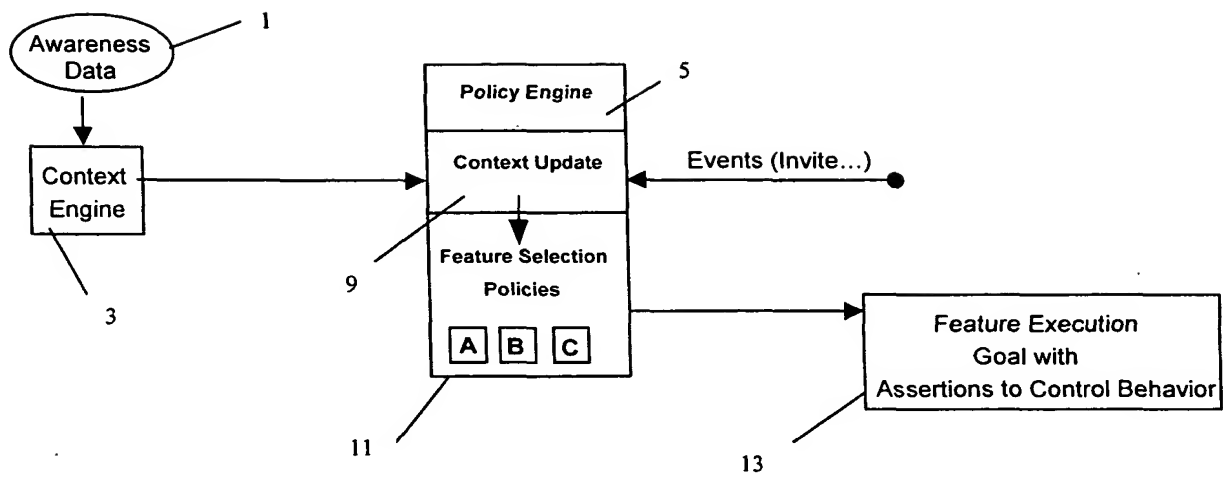 1
Awareness
Data
Context
Engine
3
Policy Engine
5
Context Update
Events (Invite...)
9
Feature Selection
Policies
A B C
11
Feature Execution
Goal with
Assertions to Control Behavior
13